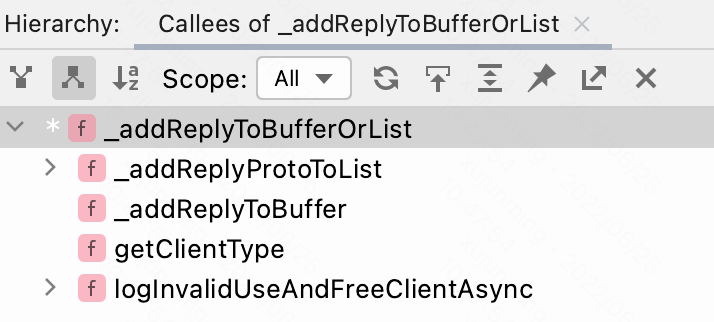 Hierarchy: Callees of _addReplyToBufferOrList
Scope: All
* f _addReplyToBufferOrList
f _addReplyProtoToList
f _addReplyToBuffer
f getClientType
f logInvalidUseAndFreeClientAsync